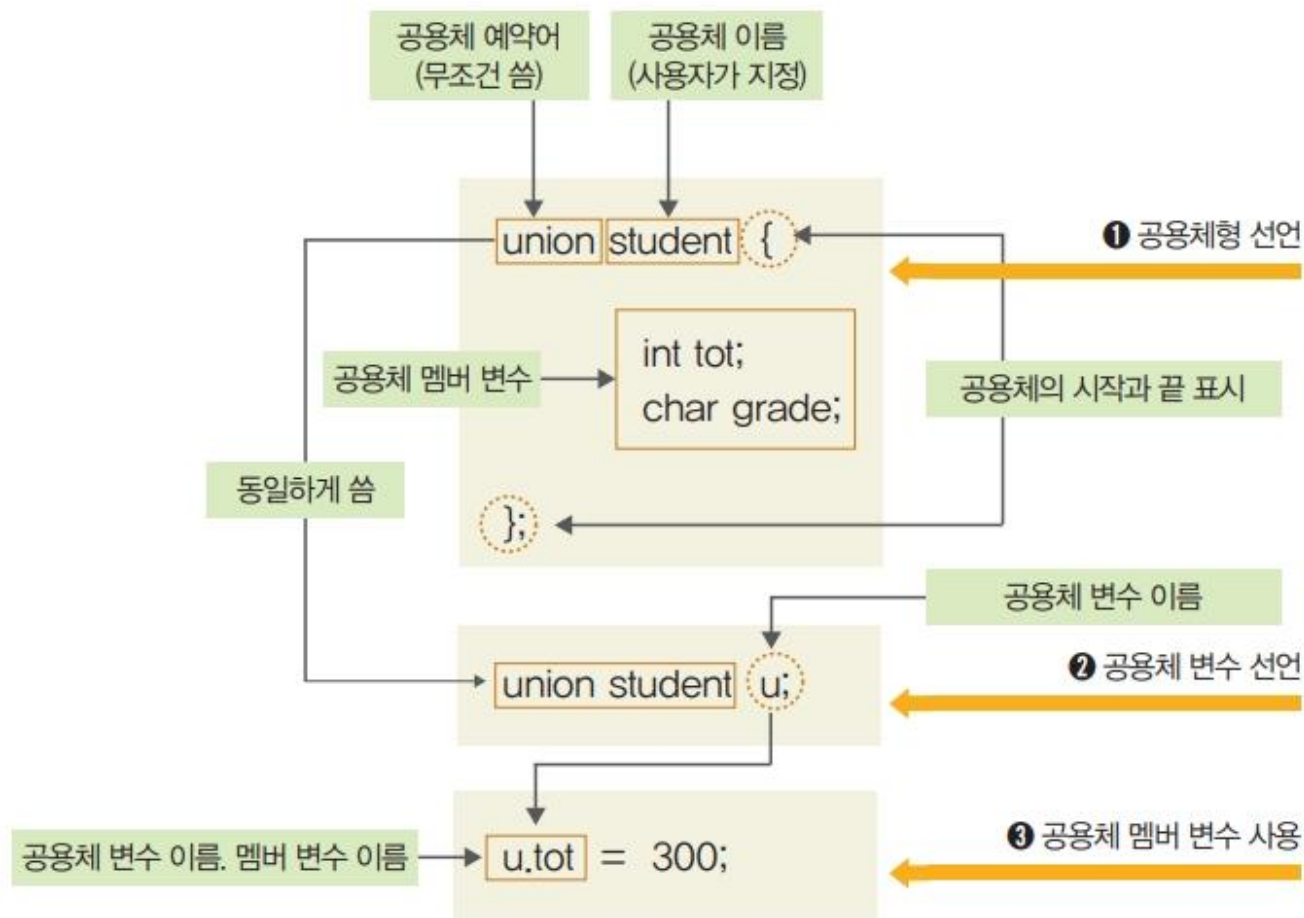 공용체 예약어
(무조건 씀)
공용체 이름
(사용자가 지정)
union student {
❶ 공용체형 선언
int tot;
char grade;
공용체 멤버 변수
공용체의 시작과 끝 표시
동일하게 씀
};
공용체 변수 이름
union student u;
❷ 공용체 변수 선언
공용체 변수 이름. 멤버 변수 이름
u.tot = 300;
❸ 공용체 멤버 변수 사용